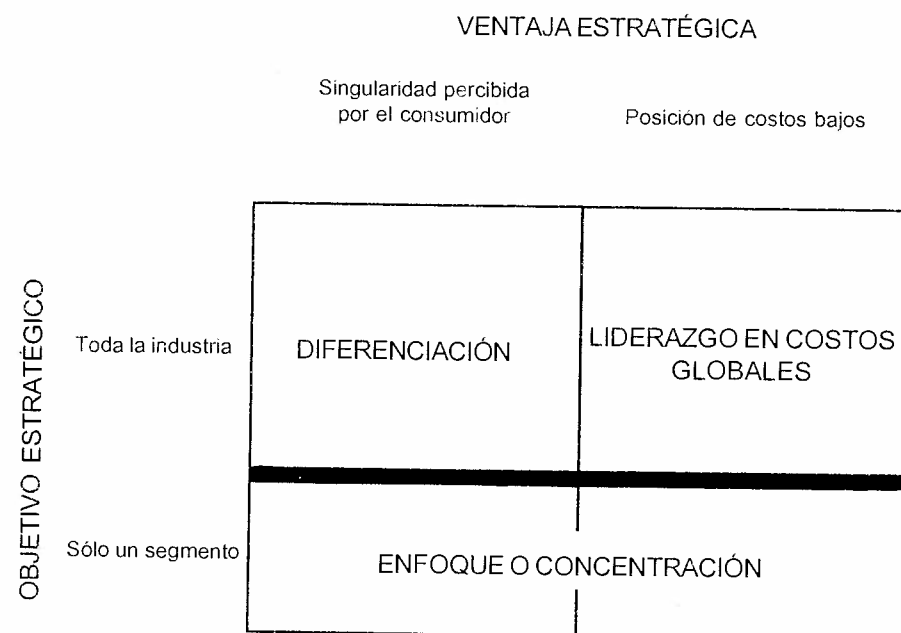 VENTAJA ESTRATÉGICA
Singularidad percibida
por el consumidor
Posición de costos bajos
OBJETIVO ESTRATÉGICO
Toda la industria
DIFERENCIACIÓN
LIDERAZGO EN COSTOS
GLOBALES
Sólo un segmento
ENFOQUE O CONCENTRACIÓN